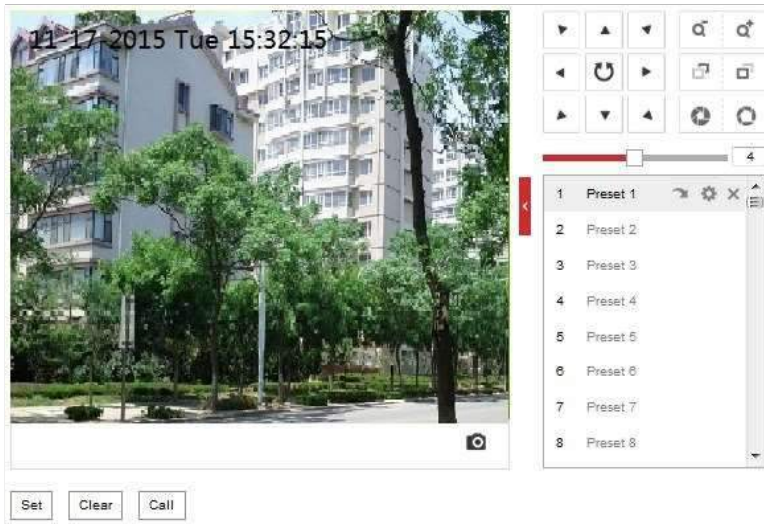 11-17-2015 Tue 15:32:15
4
1 Preset 1
2 Preset 2
3 Preset 3
4 Preset 4
5 Preset 5
6 Preset 6
7 Preset 7
8 Preset 8
Set Clear Call